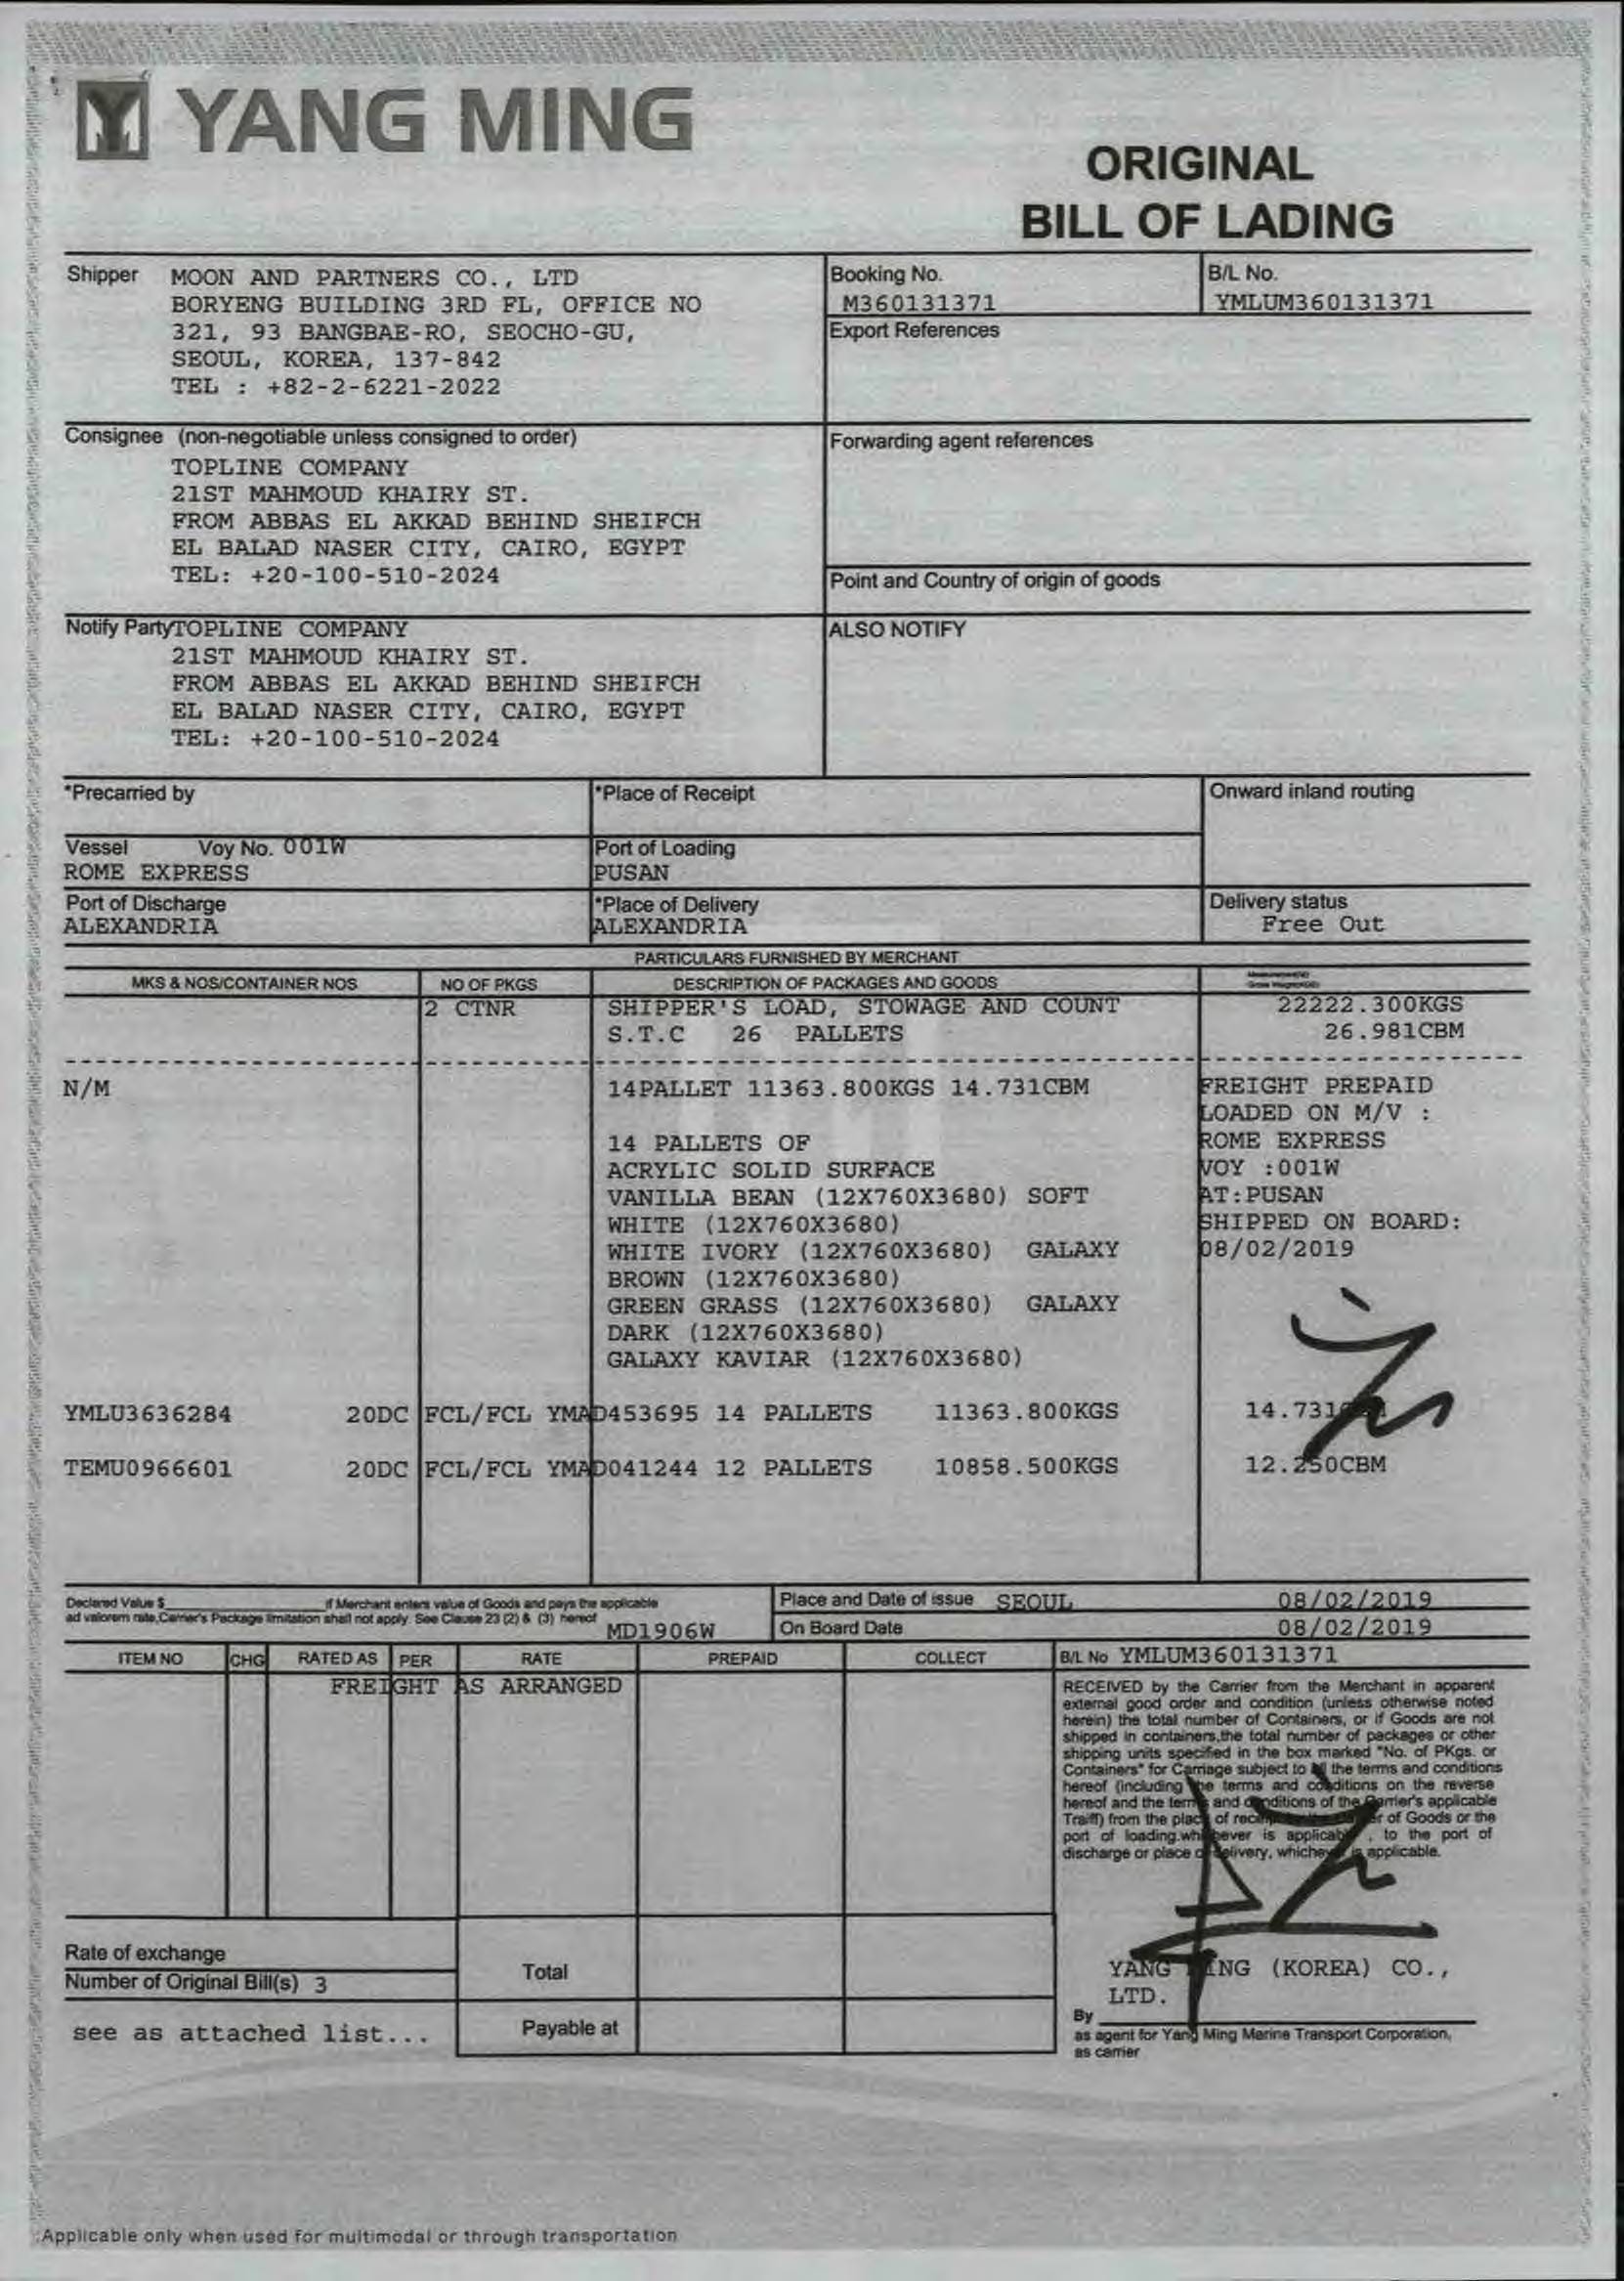 YANG MING
ORIGINAL
BILL OF LADING
Shipper MOON AND PARTNERS CO., LTD
BORYENG BUILDING 3RD FL, OFFICE NO
321, 93 BANGBAE-RO, SEOCHO-GU,
SEOUL, KOREA, 137-842
TEL : +82-2-6221-2022
Booking No.
M360131371
B/L No.
YMLUM360131371
Export References
Consignee (non-negotiable unless consigned to order)
TOPLINE COMPANY
21ST MAHMOUD KHAIRY ST.
FROM ABBAS EL AKKAD BEHIND SHEIFCH
EL BALAD NASER CITY, CAIRO, EGYPT
TEL: +20-100-510-2024
Forwarding agent references
Point and Country of origin of goods
Notify Party TOPLINE COMPANY
21ST MAHMOUD KHAIRY ST.
FROM ABBAS EL AKKAD BEHIND SHEIFCH
EL BALAD NASER CITY, CAIRO, EGYPT
TEL: +20-100-510-2024
ALSO NOTIFY
*Precarried by
*Place of Receipt
Onward inland routing
Vessel Voy No. 001W
ROME EXPRESS
Port of Loading
PUSAN
Port of Discharge
ALEXANDRIA
*Place of Delivery
ALEXANDRIA
Delivery status
Free Out
PARTICULARS FURNISHED BY MERCHANT
MKS & NOS/CONTAINER NOS NO OF PKGS DESCRIPTION OF PACKAGES AND GOODS
2 CTNR SHIPPER'S LOAD, STOWAGE AND COUNT 22222.300KGS
S.T.C 26 PALLETS 26.981CBM
N/M 14PALLET 11363.800KGS 14.731CBM FREIGHT PREPAID
LOADED ON M/V :
14 PALLETS OF ROME EXPRESS
ACRYLIC SOLID SURFACE VOY :001W
VANILLA BEAN (12X760X3680) SOFT AT:PUSAN
WHITE (12X760X3680) SHIPPED ON BOARD:
WHITE IVORY (12X760X3680) GALAXY 08/02/2019
BROWN (12X760X3680)
GREEN GRASS (12X760X3680) GALAXY
DARK (12X760X3680)
GALAXY KAVIAR (12X760X3680)
YMLU3636284 20DC FCL/FCL YMAD453695 14 PALLETS 11363.800KGS 14.731
TEMU0966601 20DC FCL/FCL YMAD041244 12 PALLETS 10858.500KGS 12.250CBM
Declared Value $ if Merchant enters value of Goods and pays the applicable
ad valorem rate, Carrier's Package limitation shall not apply. See Clause 23 (2) & (3) hereof
MD1906W
Place and Date of issue SEOUL 08/02/2019
On Board Date 08/02/2019
ITEM NO CHG RATED AS PER RATE PREPAID COLLECT
B/L No YMLUM360131371
FREIGHT AS ARRANGED
RECEIVED by the Carrier from the Merchant in apparent
external good order and condition (unless otherwise noted
herein) the total number of Containers, or if Goods are not
shipped in containers,the total number of packages or other
shipping units specified in the box marked "No. of PKgs. or
Containers" for Carriage subject to all the terms and conditions
hereof (including the terms and conditions on the reverse
hereof and the terms and conditions of the Carrier's applicable
Traiff) from the place of of Goods or the
port of loading.whichever is applicable, to the port of
discharge or place of delivery, whichever is applicable.
Rate of exchange
Number of Original Bill(s) 3
Total
see as attached list...
Payable at
YANG MING (KOREA) CO.,
LTD.
By
as agent for Yang Ming Marine Transport Corporation,
as carrier
:Applicable only when used for multimodal or through transportation